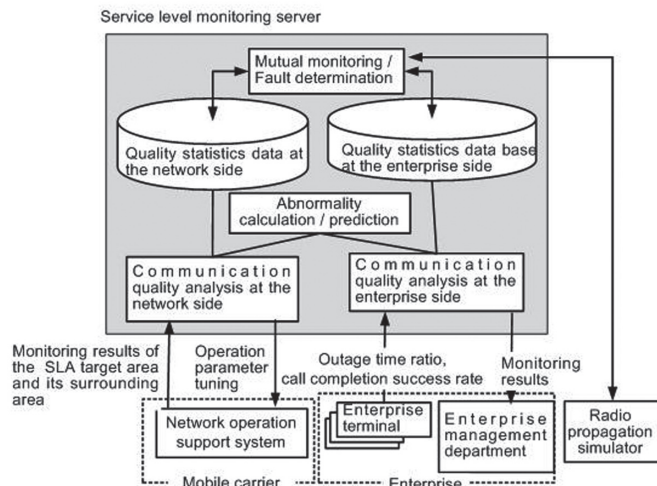 Service level monitoring server
Mutual monitoring /
Fault determination
Quality statistics data at
the network side
Quality statistics data base
at the enterprise side
Abnormality
calculation / prediction
Communication
quality analysis at the
network side
Communication
quality analysis at the
enterprise side
Monitoring results of
the SLA target area
and its surrounding
area
Operation
parameter
tuning
Outage time ratio,
call completion success rate
Monitoring
results
Network operation
support system
Enterprise
terminal
Enterprise
management
department
Radio
propagation
simulator
Mobile carrier
Enterprise